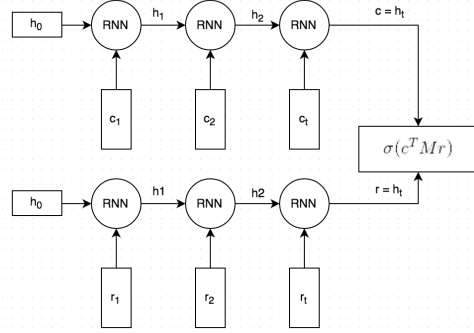 h₀ RNN h₁ RNN h₂ RNN c = hₜ
c₁ c₂ cₜ
σ(cᵀMr)
h₀ RNN h1 RNN h2 RNN r = hₜ
r₁ r₂ rₜ